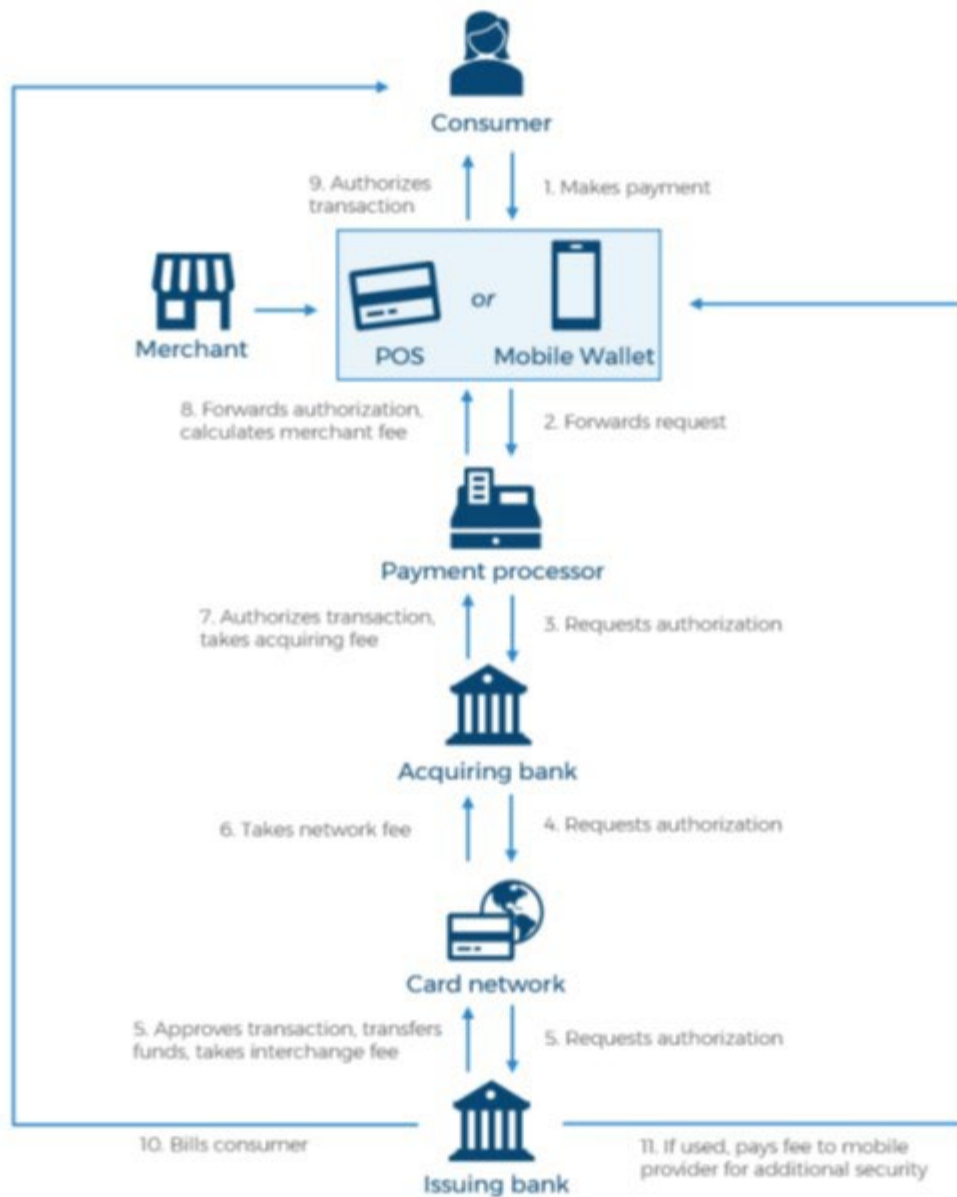 Consumer
9. Authorizes
transaction
1. Makes payment
Merchant
POS
or
Mobile Wallet
8. Forwards authorization,
calculates merchant fee
2. Forwards request
Payment processor
7. Authorizes transaction,
takes acquiring fee
3. Requests authorization
Acquiring bank
6. Takes network fee
4. Requests authorization
Card network
5. Approves transaction, transfers
funds, takes interchange fee
5. Requests authorization
10. Bills consumer
Issuing bank
11. If used, pays fee to mobile
provider for additional security